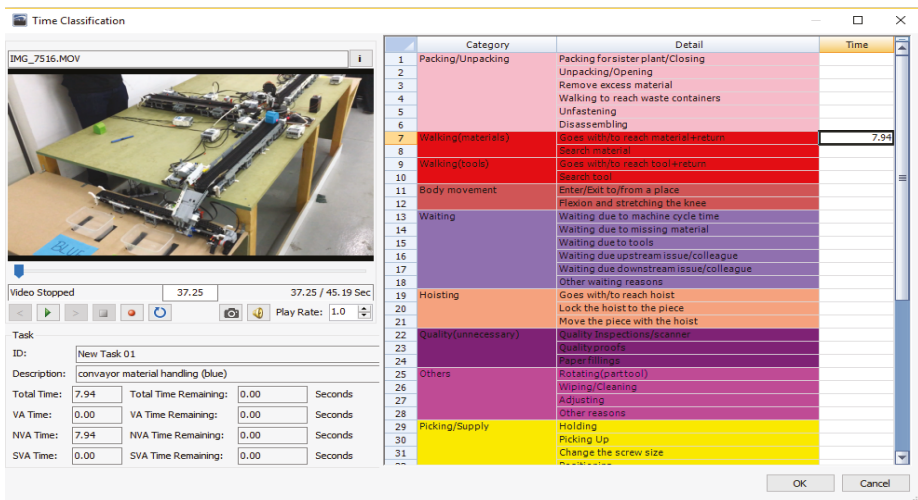 Time Classification
IMG_7516.MOV
i
BLUE
Video Stopped 37.25 37.25 / 45.19 Sec
Play Rate: 1.0
Task
ID: New Task 01
Description: convayor material handling (blue)
Total Time: 7.94 Total Time Remaining: 0.00 Seconds
VA Time: 0.00 VA Time Remaining: 0.00 Seconds
NVA Time: 7.94 NVA Time Remaining: 0.00 Seconds
SVA Time: 0.00 SVA Time Remaining: 0.00 Seconds
Category Detail Time
1 Packing/Unpacking Packing for sister plant/Closing
2 Unpacking/Opening
3 Remove excess material
4 Walking to reach waste containers
5 Unfastening
6 Disassembling
7 Walking(materials) Goes with/to reach material+return 7.94
8 Search material
9 Walking(tools) Goes with/to reach tool+return
10 Search tool
11 Body movement Enter/Exit to/from a place
12 Flexion and stretching the knee
13 Waiting Waiting due to machine cycle time
14 Waiting due to missing material
15 Waiting due to tools
16 Waiting due upstream issue/colleague
17 Waiting due downstream issue/colleague
18 Other waiting reasons
19 Hoisting Goes with/to reach hoist
20 Lock the hoist to the piece
21 Move the piece with the hoist
22 Quality(unnecessary) Quality Inspections/scanner
23 Quality proofs
24 Paper fillings
25 Others Rotating(part tool)
26 Wiping/Cleaning
27 Adjusting
28 Other reasons
29 Picking/Supply Holding
30 Picking Up
31 Change the screw size
OK Cancel